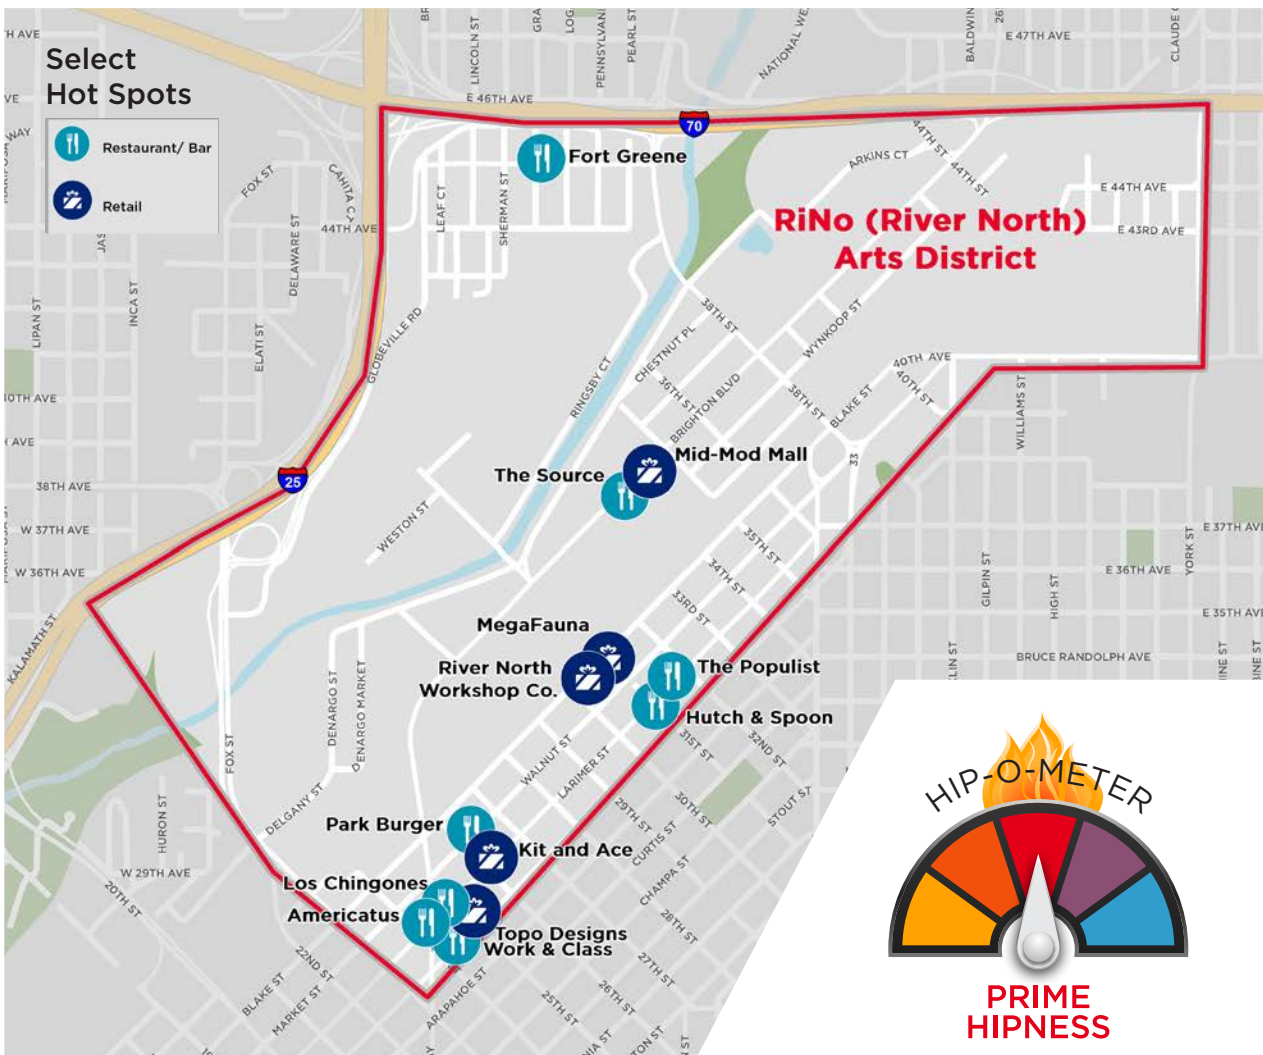 Select
Hot Spots
Restaurant/ Bar
Retail
E 46TH AVE
LINCOLN ST
PENNSYLVANI
PEARL ST
NATIONAL WE
BALDWIN
E 47TH AVE
CLAUDE C
70
Fort Greene
RiNo (River North)
Arts District
ARKINS CT
44TH ST
44TH ST
E 44TH AVE
E 43RD AVE
FOX ST
DELAWARE ST
44TH AVE
LEAF CT
SHERMAN ST
LIPAN ST
INCA ST
ELATI ST
GLOBEVILLE RD
RINGSBY CT
CHESTNUT PL
38TH ST
WYNKOOP ST
36TH ST
BRIGHTON BLVD
38TH ST
BLAKE ST
40TH AVE
40TH ST
WILLIAMS ST
33
Mid-Mod Mall
The Source
25
38TH AVE
W 37TH AVE
W 36TH AVE
KALAMATH ST
WESTON ST
35TH ST
34TH ST
33RD ST
GILPIN ST
HIGH ST
YORK ST
E 37TH AVE
E 36TH AVE
E 35TH AVE
BRUCE RANDOLPH AVE
MegaFauna
River North
Workshop Co.
The Populist
Hutch & Spoon
DENARGO ST
DENARGO MARKET
FOX ST
WALNUT ST
LARIMER ST
31ST ST
32ND ST
30TH ST
29TH ST
STOUT ST
CURTIS ST
CHAMPA ST
DELGANY ST
HURON ST
W 29TH AVE
20TH ST
Park Burger
Kit and Ace
Los Chingones
Americatus
Topo Designs
Work & Class
22ND ST
BLAKE ST
MARKET ST
ARAPAHOE ST
28TH ST
27TH ST
26TH ST
25TH ST
HIP-O-METER
PRIME
HIPNESS